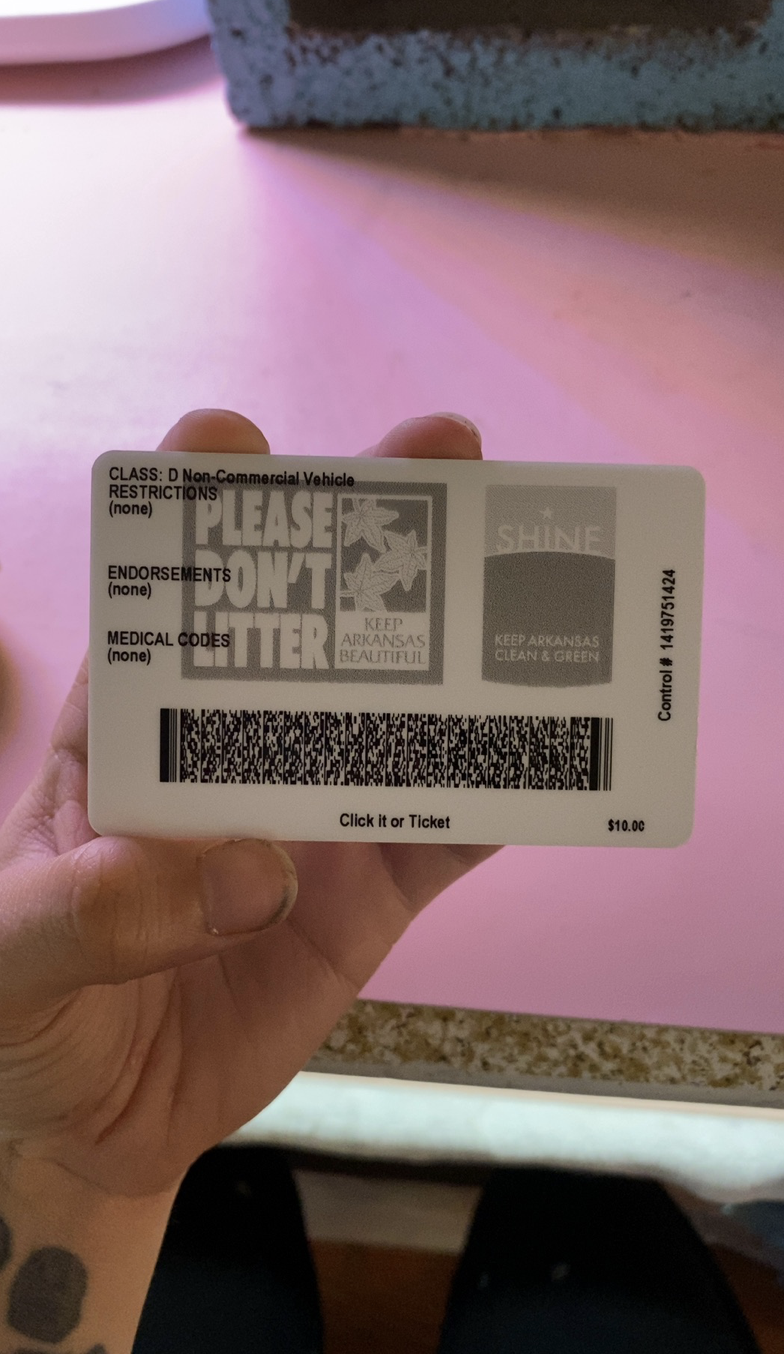 CLASS: D Non-Commercial Vehicle
RESTRICTIONS
(none)
ENDORSEMENTS
(none)
MEDICAL CODES
(none)
PLEASE
DON'T
LITTER
KEEP
ARKANSAS
BEAUTIFUL
SHINE
KEEP ARKANSAS
CLEAN & GREEN
Control # 1419751424
Click it or Ticket
$10.00